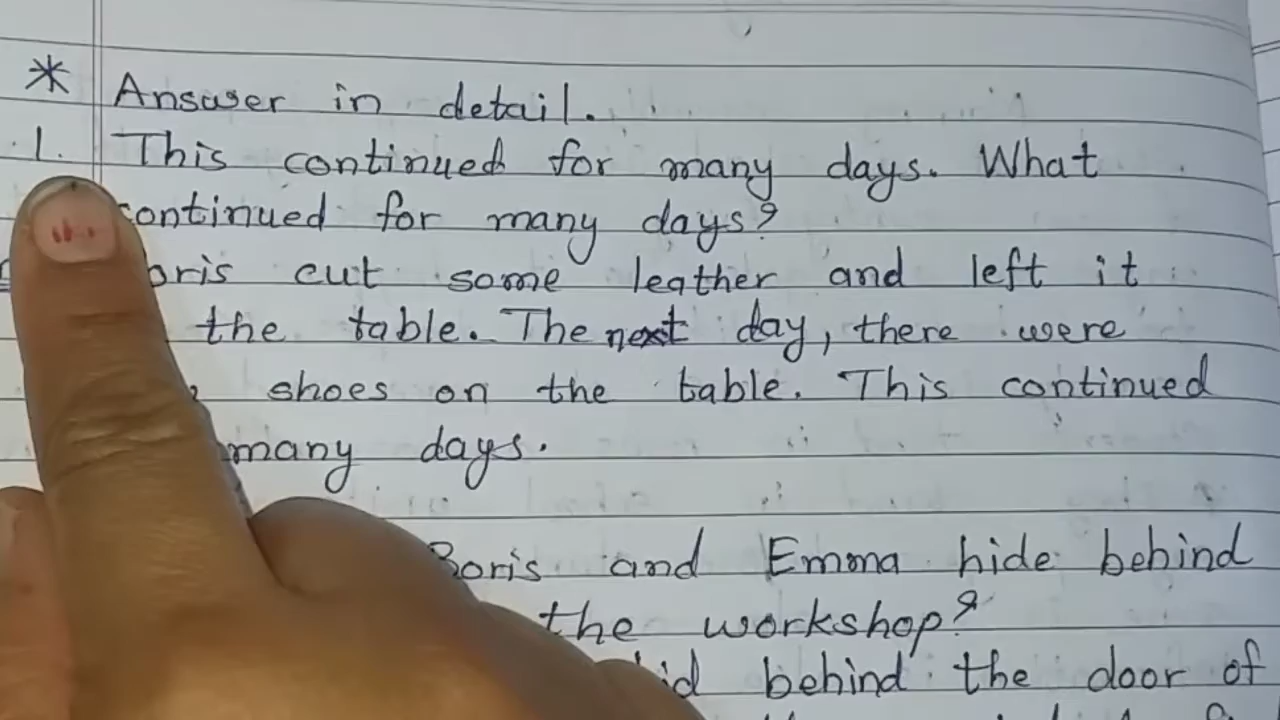 * Answer in detail.
1. This continued for many days. What
continued for many days?
cut some leather and left it
the table. The next day, there were
shoes on the table. This continued
many days.
Boris and Emma hide behind
the workshop?
behind the door of